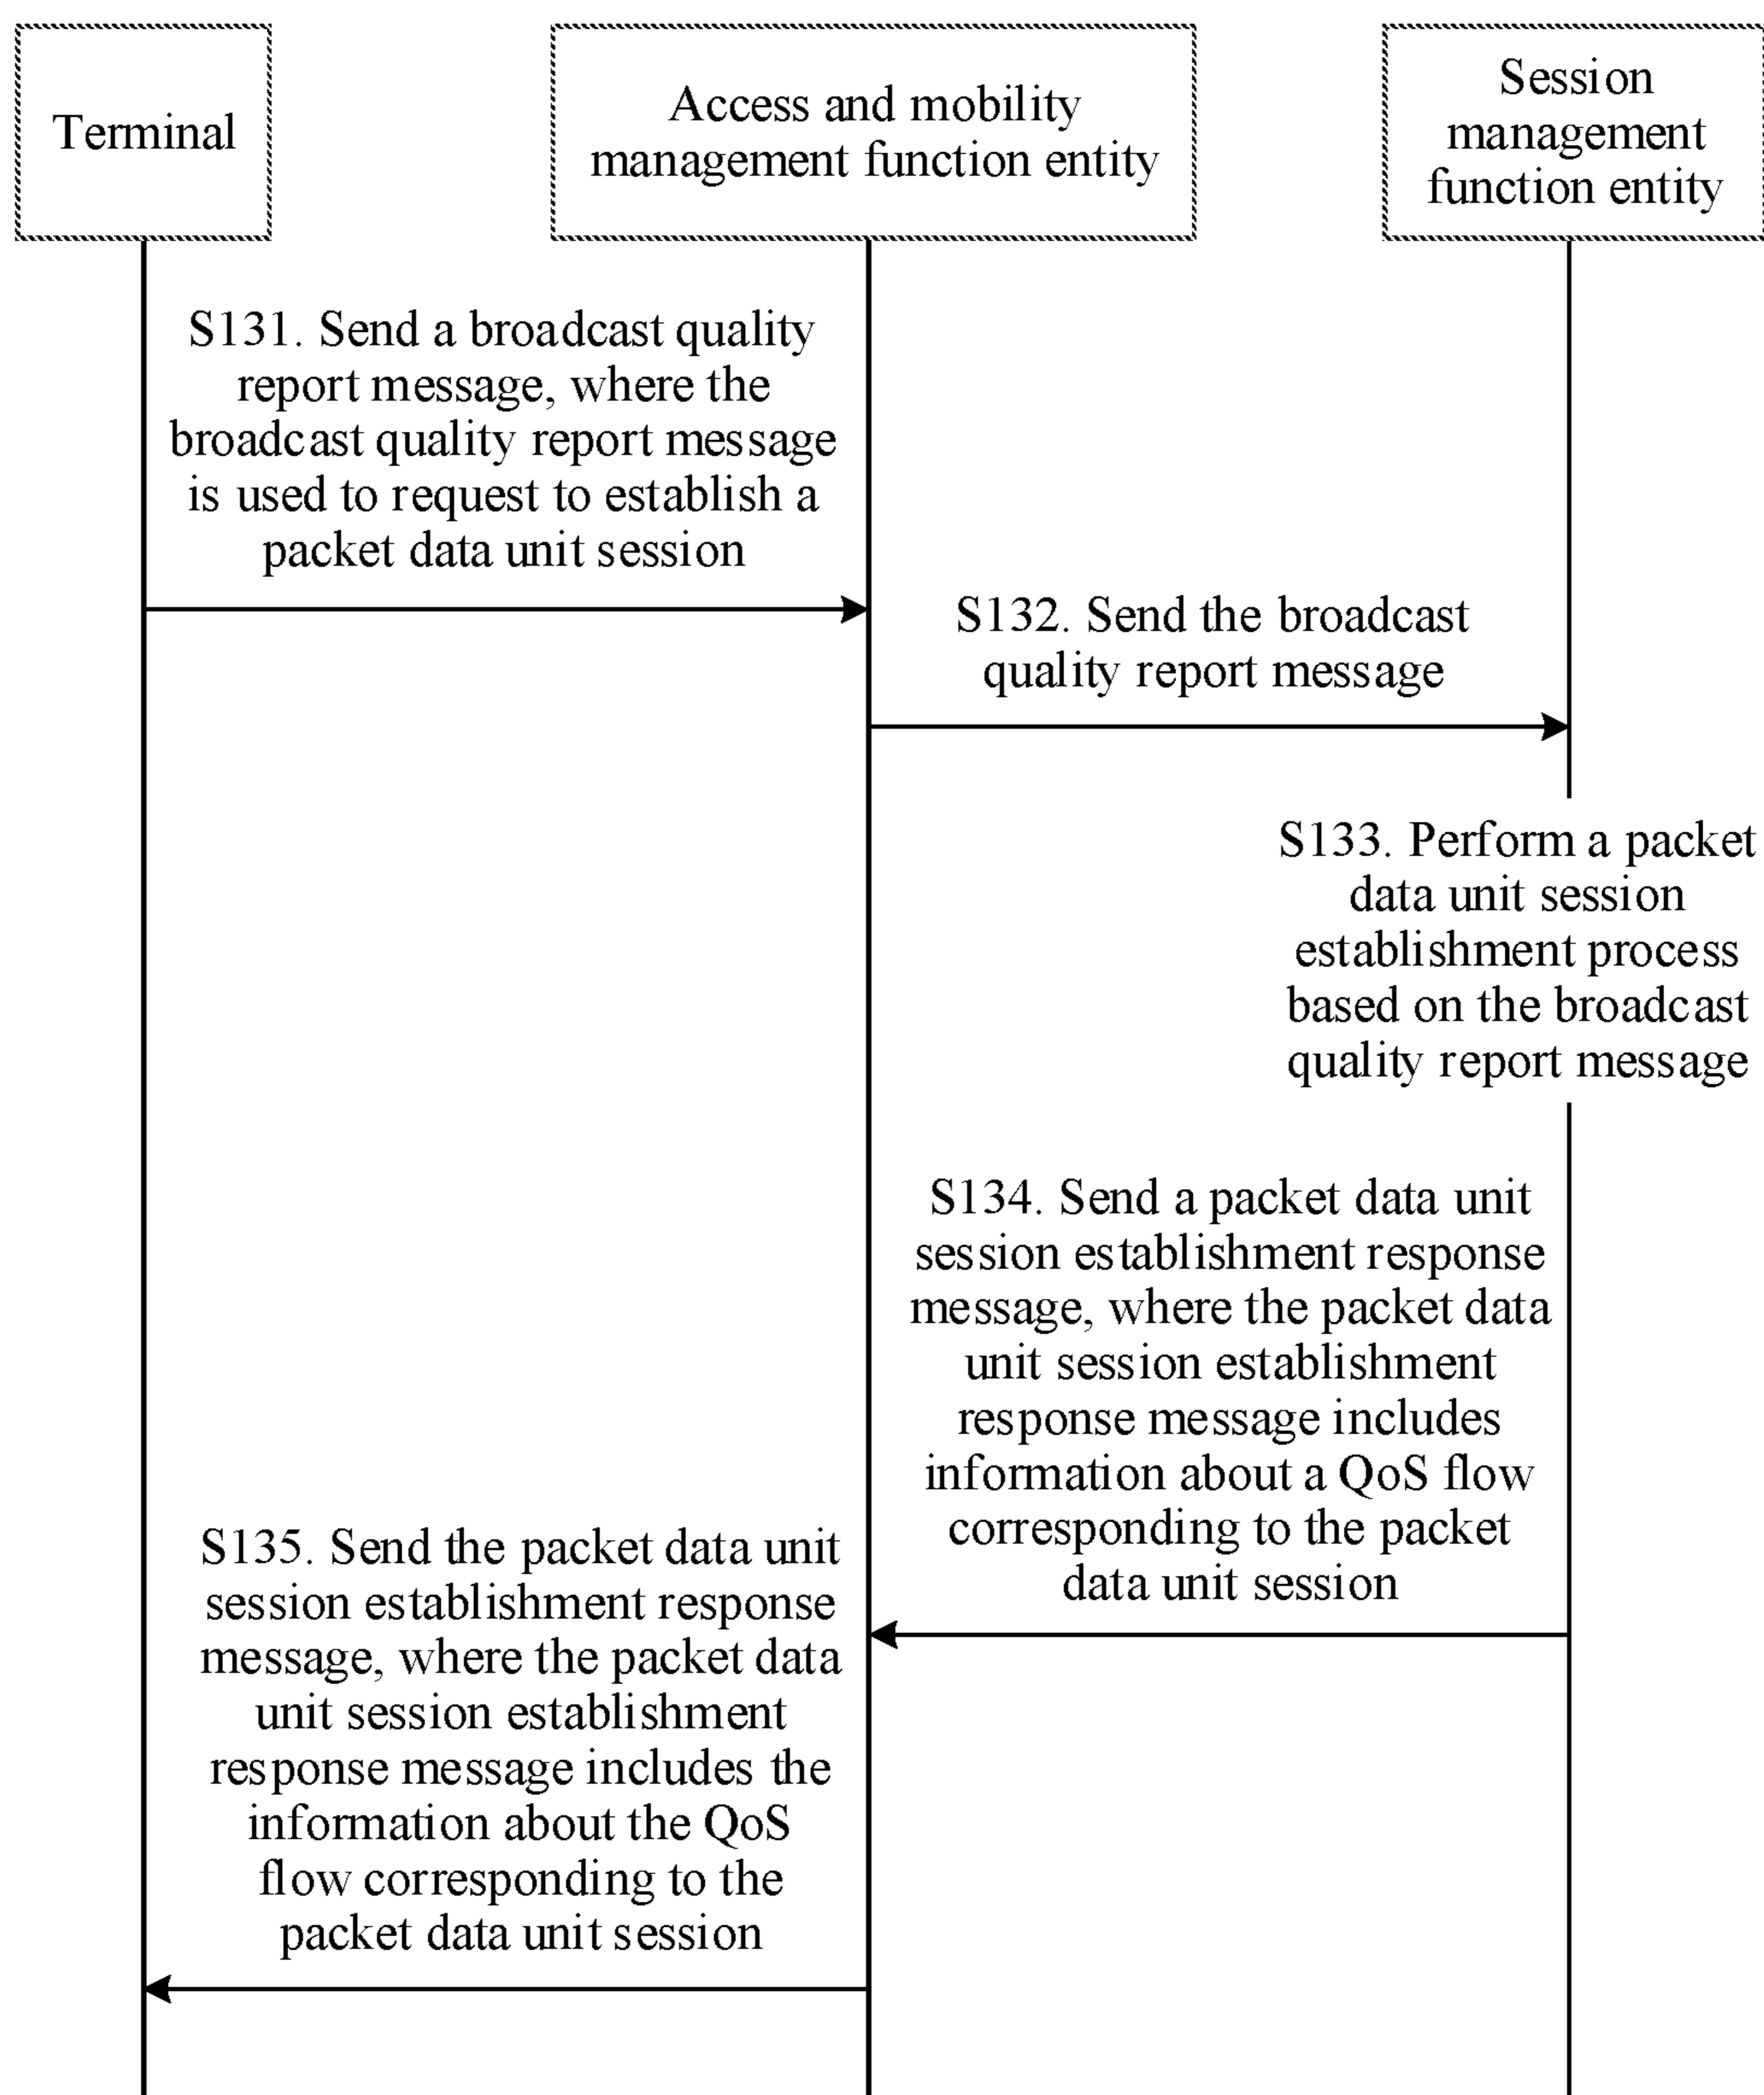 Terminal
Access and mobility
management function entity
Session
management
function entity
S131. Send a broadcast quality
report message, where the
broadcast quality report message
is used to request to establish a
packet data unit session
S132. Send the broadcast
quality report message
S133. Perform a packet
data unit session
establishment process
based on the broadcast
quality report message
S134. Send a packet data unit
session establishment response
message, where the packet data
unit session establishment
response message includes
information about a QoS flow
corresponding to the packet
data unit session
S135. Send the packet data unit
session establishment response
message, where the packet data
unit session establishment
response message includes the
information about the QoS
flow corresponding to the
packet data unit session